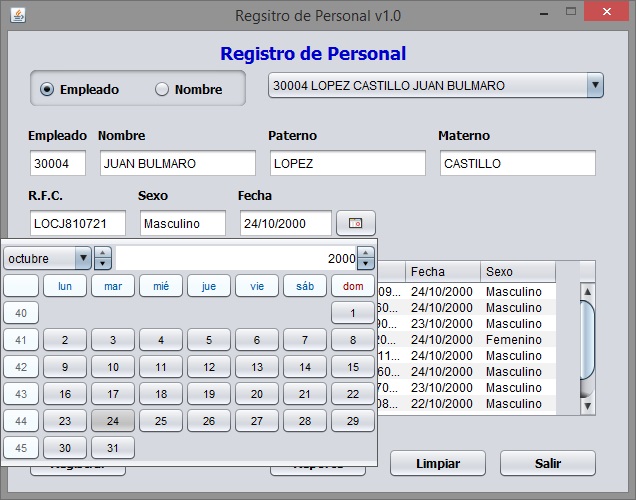 Regsitro de Personal v1.0
Registro de Personal
Empleado Nombre
30004 LOPEZ CASTILLO JUAN BULMARO
Empleado Nombre Paterno Materno
30004 JUAN BULMARO LOPEZ CASTILLO
R.F.C. Sexo Fecha
LOCJ810721 Masculino 24/10/2000
octubre 2000
lun mar mié jue vie sáb dom
Fecha Sexo
40 1
41 2 3 4 5 6 7 8
42 9 10 11 12 13 14 15
43 16 17 18 19 20 21 22
44 23 24 25 26 27 28 29
45 30 31
09... 24/10/2000 Masculino
60... 24/10/2000 Masculino
90... 23/10/2000 Masculino
20... 24/10/2000 Femenino
11... 24/10/2000 Masculino
60... 24/10/2000 Masculino
70... 23/10/2000 Masculino
08... 22/10/2000 Masculino
Limpiar Salir